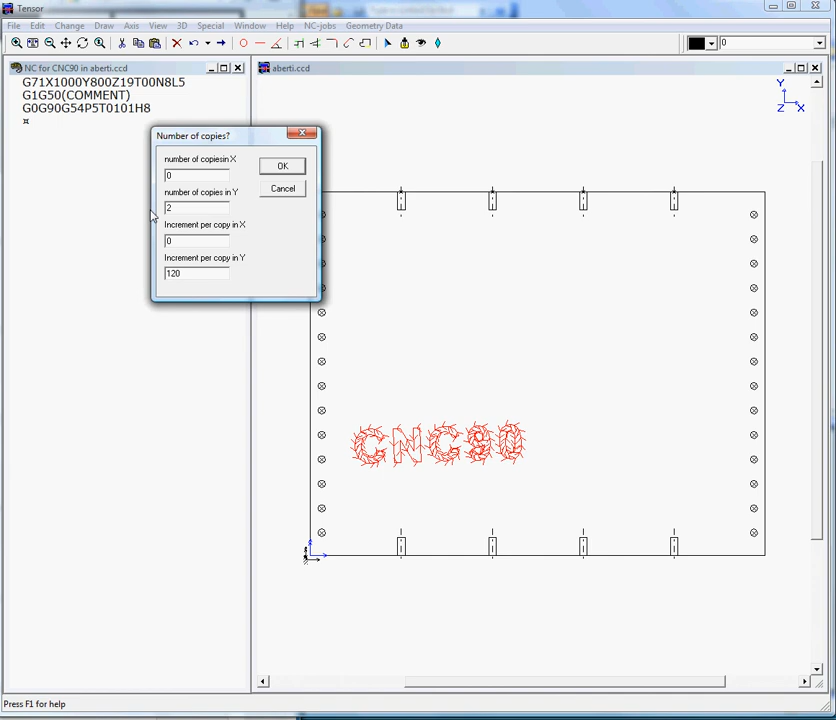 Tensor
File Edit Change Draw Axis View 3D Special Window Help NC-jobs Geometry Data
0
NC for CNC90 in aberti.ccd
aberti.ccd
G71X1000Y800Z19T00N8L5
G1G50(COMMENT)
G0G90G54P5T0101H8
¤
Number of copies?
number of copiesin X
0
OK
number of copies in Y
Cancel
2
Increment per copy in X
0
Increment per copy in Y
120
Y
Z X
CNC90
Press F1 for help